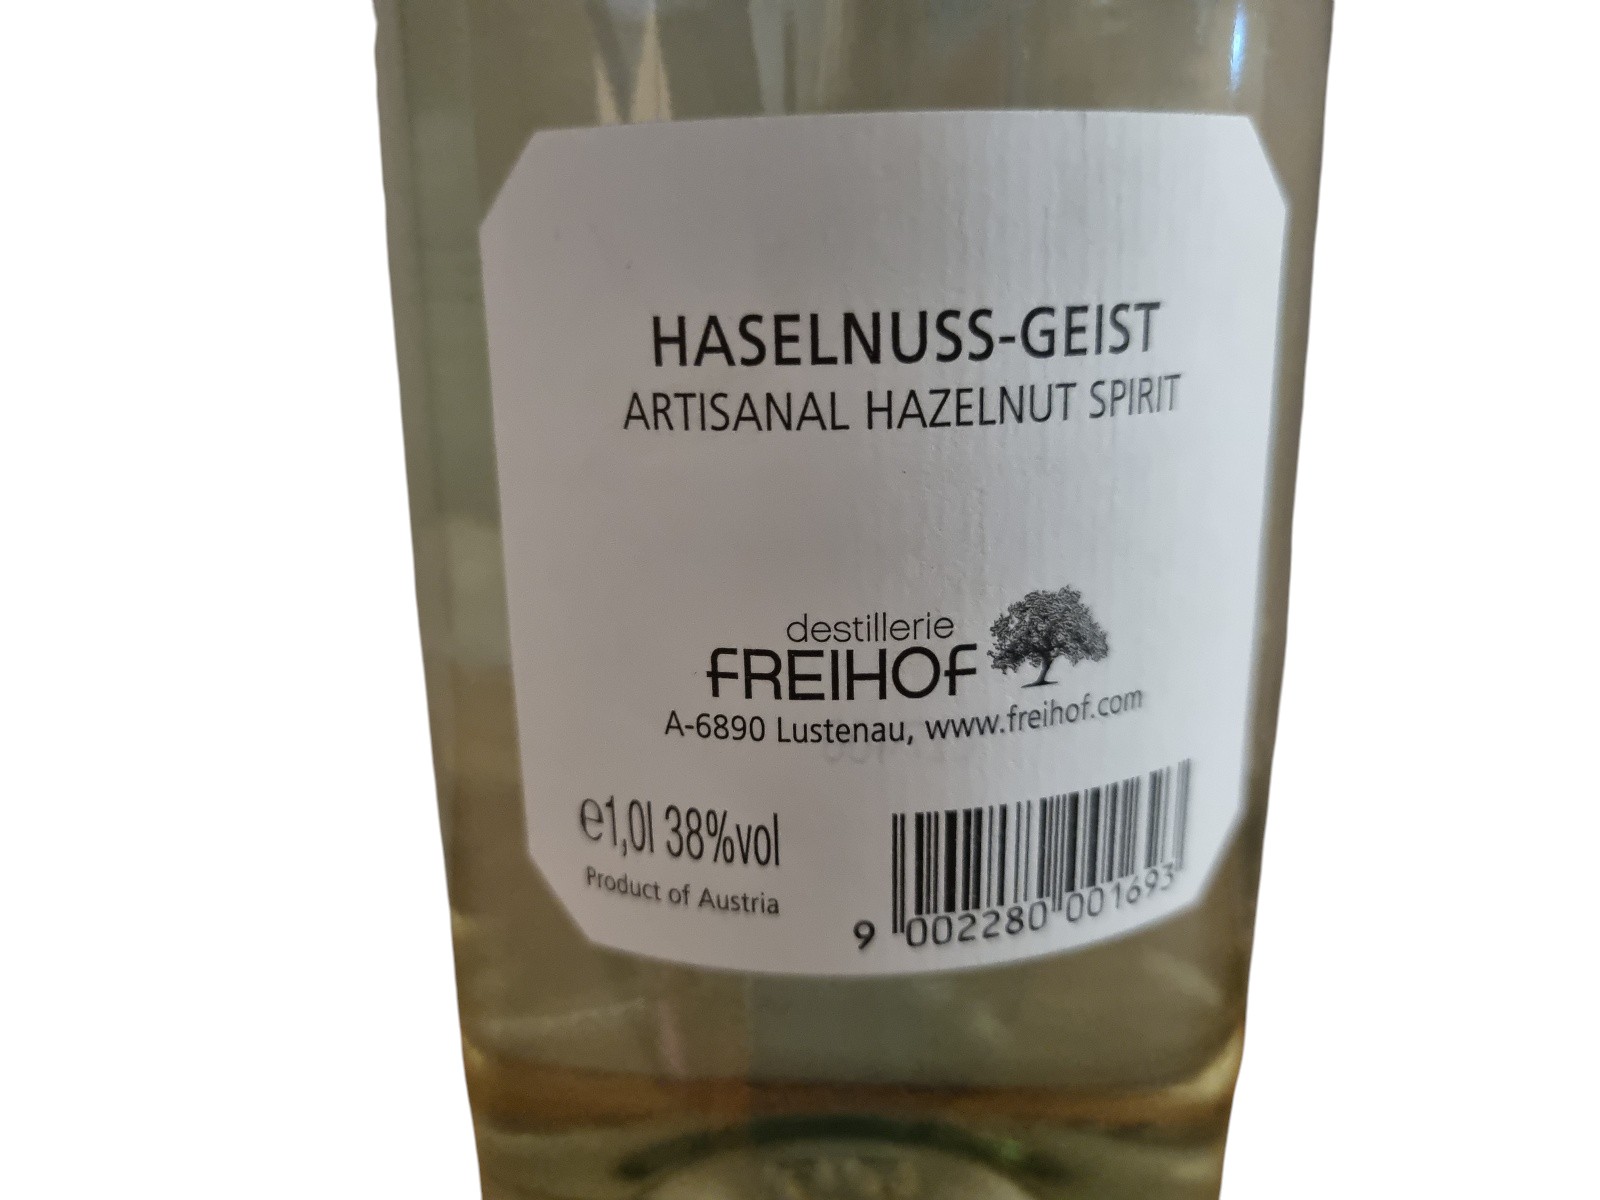 HASELNUSS-GEIST
ARTISANAL HAZELNUT SPIRIT
destillerie
FREIHOF
A-6890 Lustenau, www.freihof.com
℮1,0l 38%vol
Product of Austria
9 002280 001693